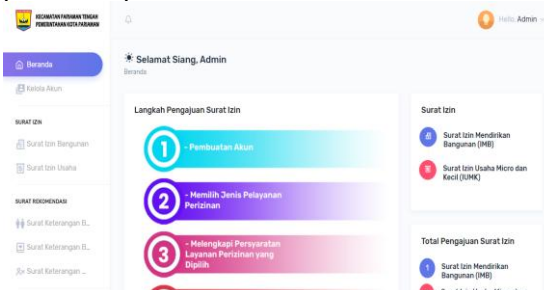 KECAMATAN PARIAMAN TENGAH
PEMERINTAHAN KOTA PARIAMAN
Hello, Admin
Beranda
Kelola Akun
SURAT IZIN
Surat Izin Bangunan
Surat Izin Usaha
SURAT REKOMENDASI
Surat Keterangan B...
Surat Keterangan B...
Surat Keterangan ...
Selamat Siang, Admin
Beranda
Langkah Pengajuan Surat Izin
1
- Pembuatan Akun
2
- Memilih Jenis Pelayanan
Perizinan
3
- Melengkapi Persyaratan
Layanan Perizinan yang
Dipilih
Surat Izin
Surat Izin Mendirikan
Bangunan (IMB)
Surat Izin Usaha Micro dan
Kecil (IUMK)
Total Pengajuan Surat Izin
1
Surat Izin Mendirikan
Bangunan (IMB)